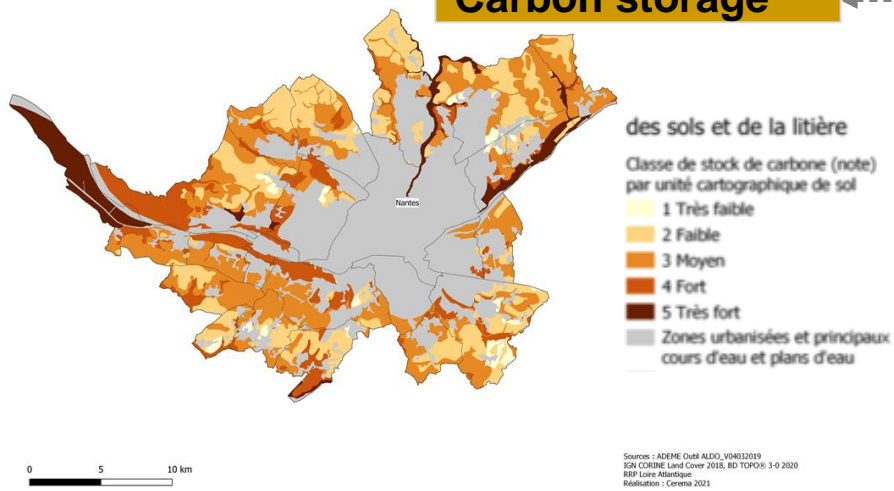 Carbon storage
des sols et de la litière
Classe de stock de carbone (note)
par unité cartographique de sol
1 Très faible
2 Faible
3 Moyen
4 Fort
5 Très fort
Zones urbanisées et principaux
cours d'eau et plans d'eau
Nantes
0 5 10 km
Sources : ADEME Outil ALDO_V04032019
IGN CORINE Land Cover 2018, BD TOPO® 3-0 2020
RRP Loire Atlantique
Réalisation : Cerema 2021